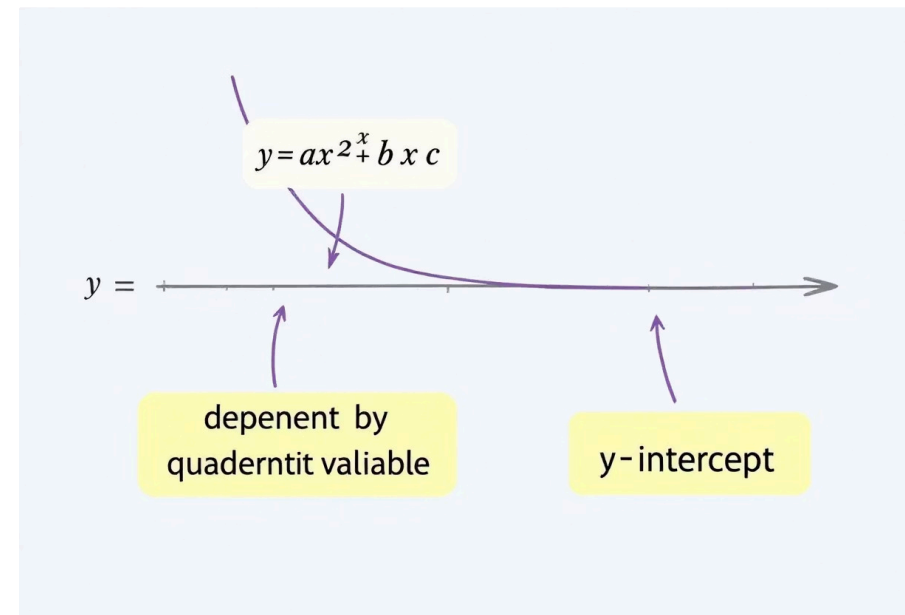 y = ax² ˣ₊ b x c
y =
depenent by
quaderntit valiable
y-intercept